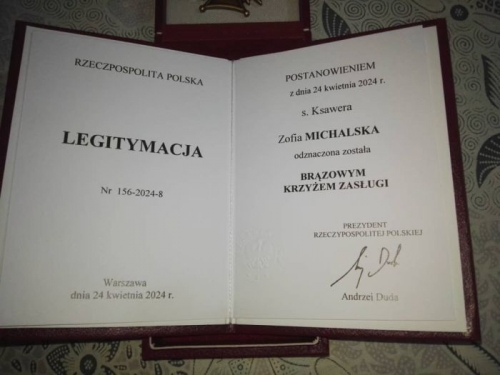 RZECZPOSPOLITA POLSKA
LEGITYMACJA
Nr 156-2024-8
Warszawa
dnia 24 kwietnia 2024 r.
POSTANOWIENIEM
z dnia 24 kwietnia 2024 r.
s. Ksawera
Zofia MICHALSKA
odznaczona została
BRĄZOWYM
KRZYŻEM ZASŁUGI
PREZYDENT
RZECZYPOSPOLITEJ POLSKIEJ
Andrzej Duda